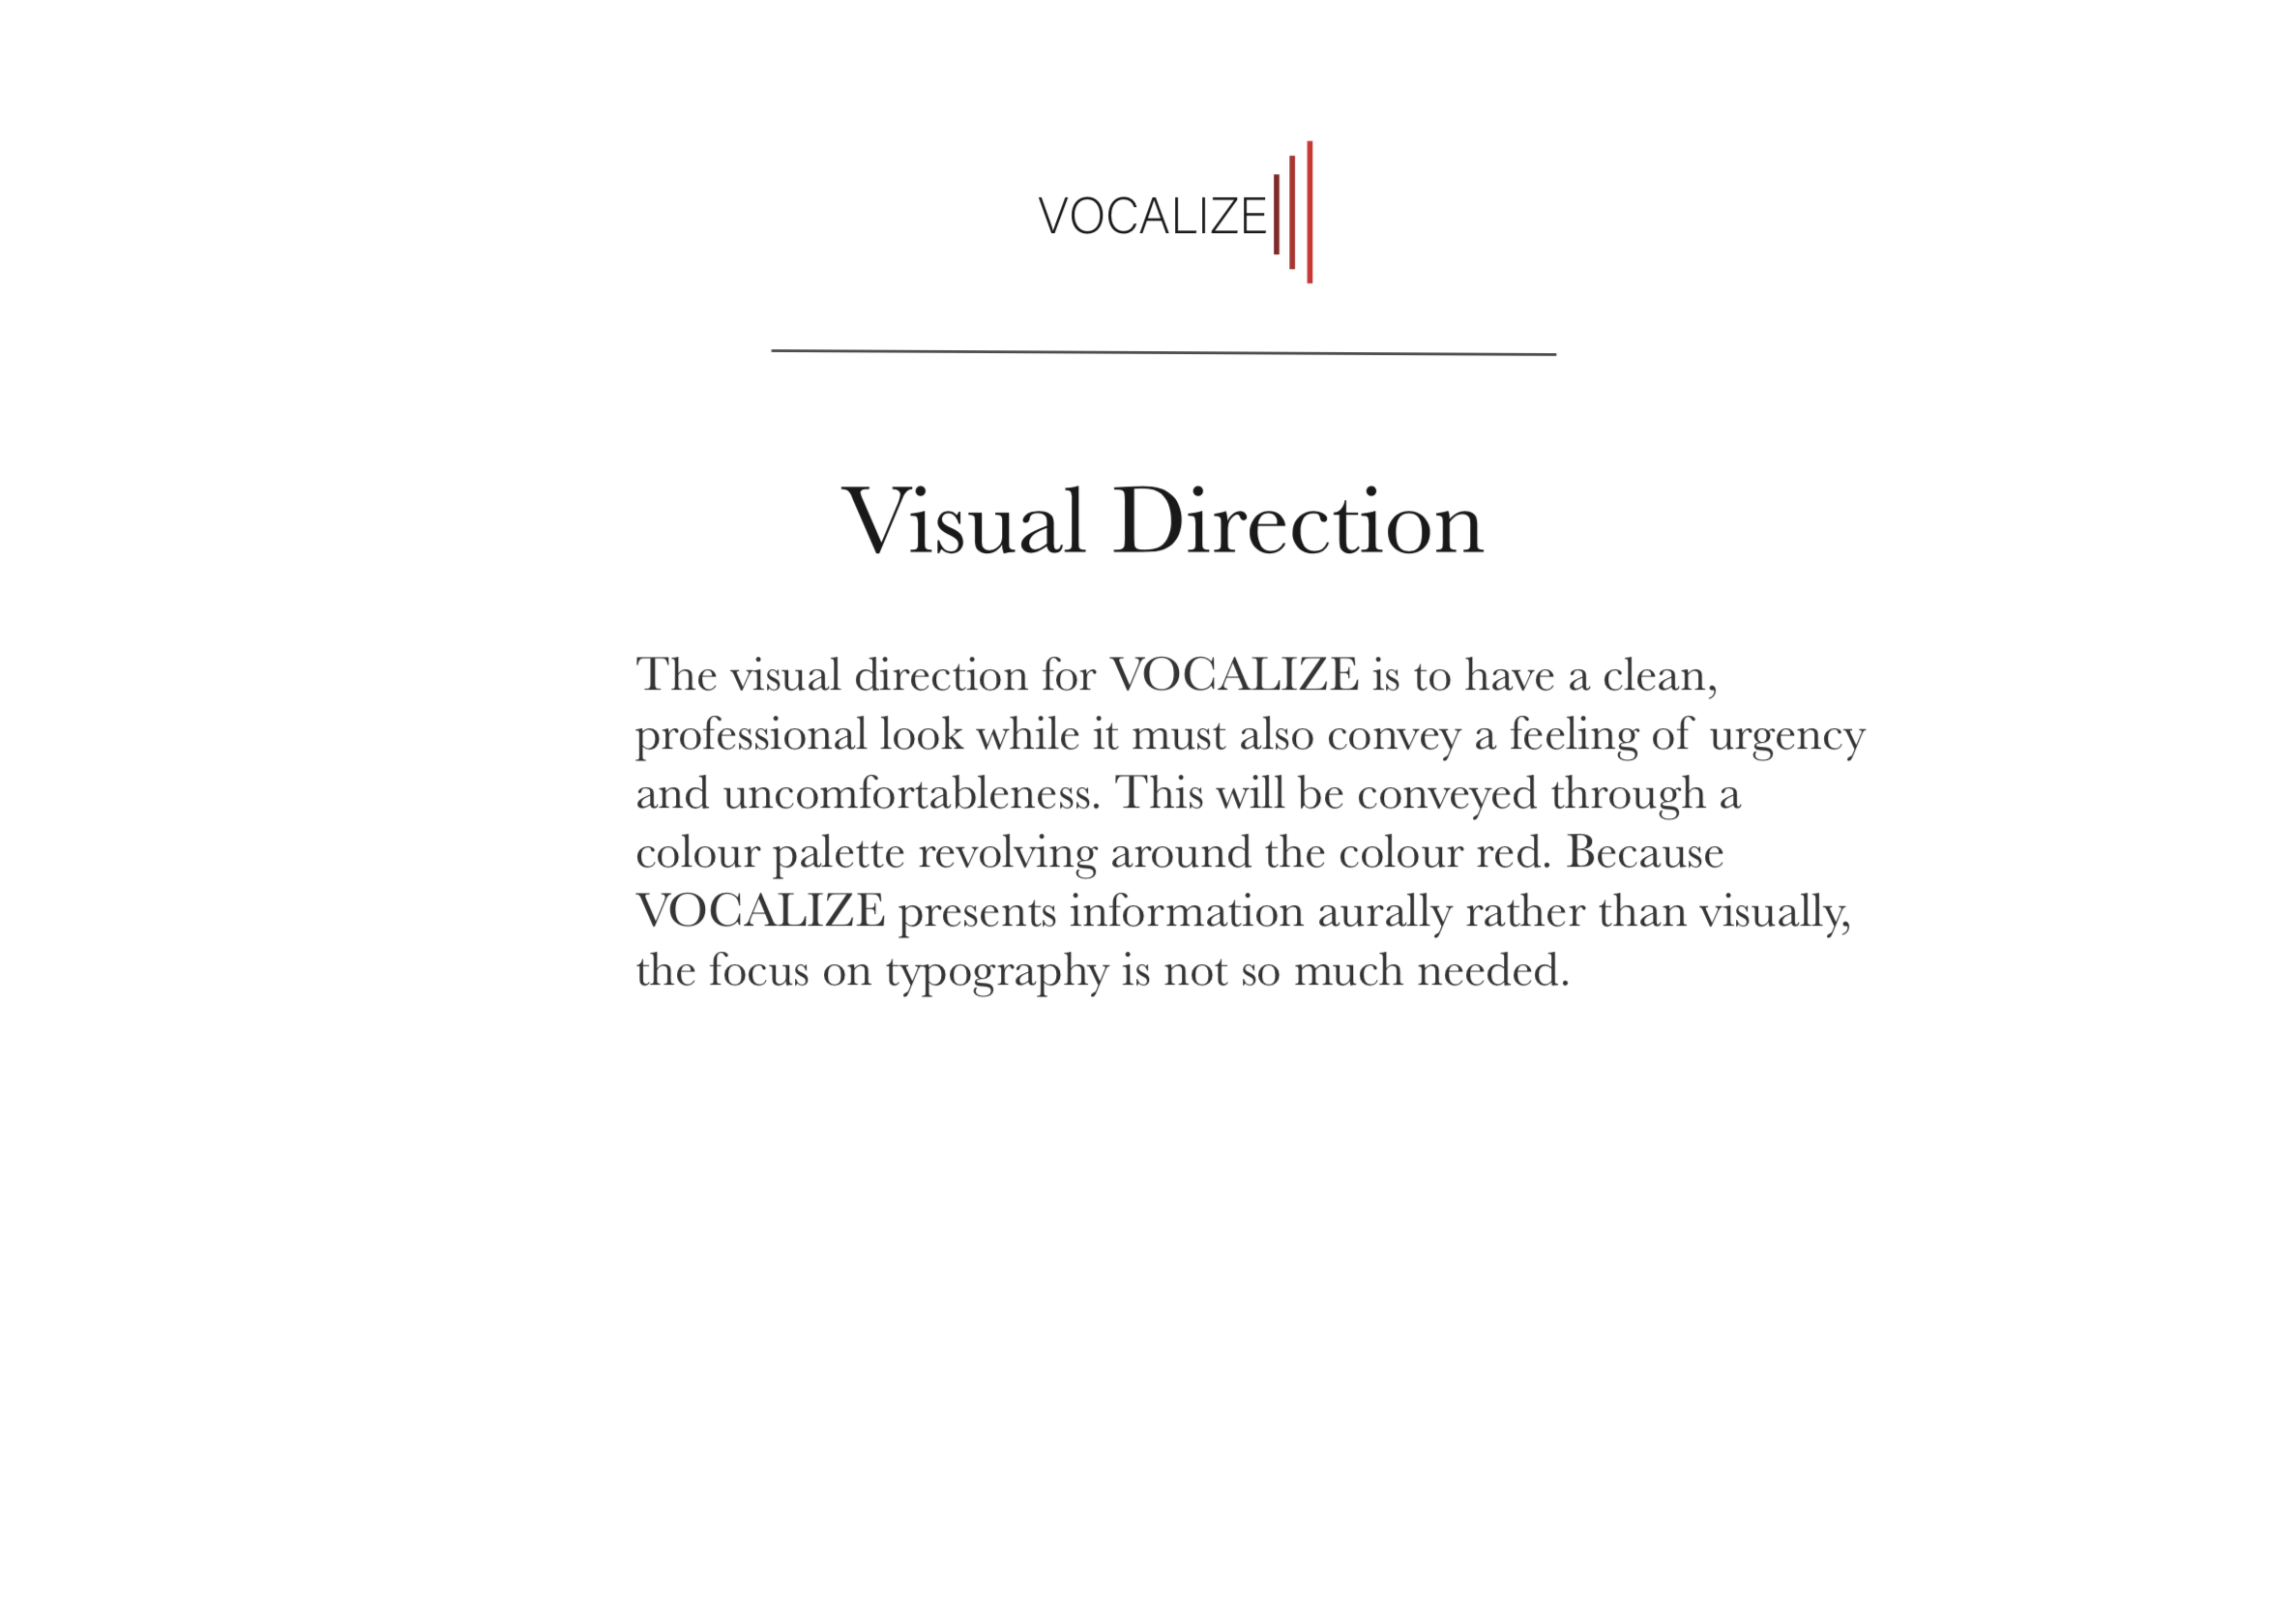 VOCALIZE
Visual Direction
The visual direction for VOCALIZE is to have a clean,
professional look while it must also convey a feeling of urgency
and uncomfortableness. This will be conveyed through a
colour palette revolving around the colour red. Because
VOCALIZE presents information aurally rather than visually,
the focus on typography is not so much needed.